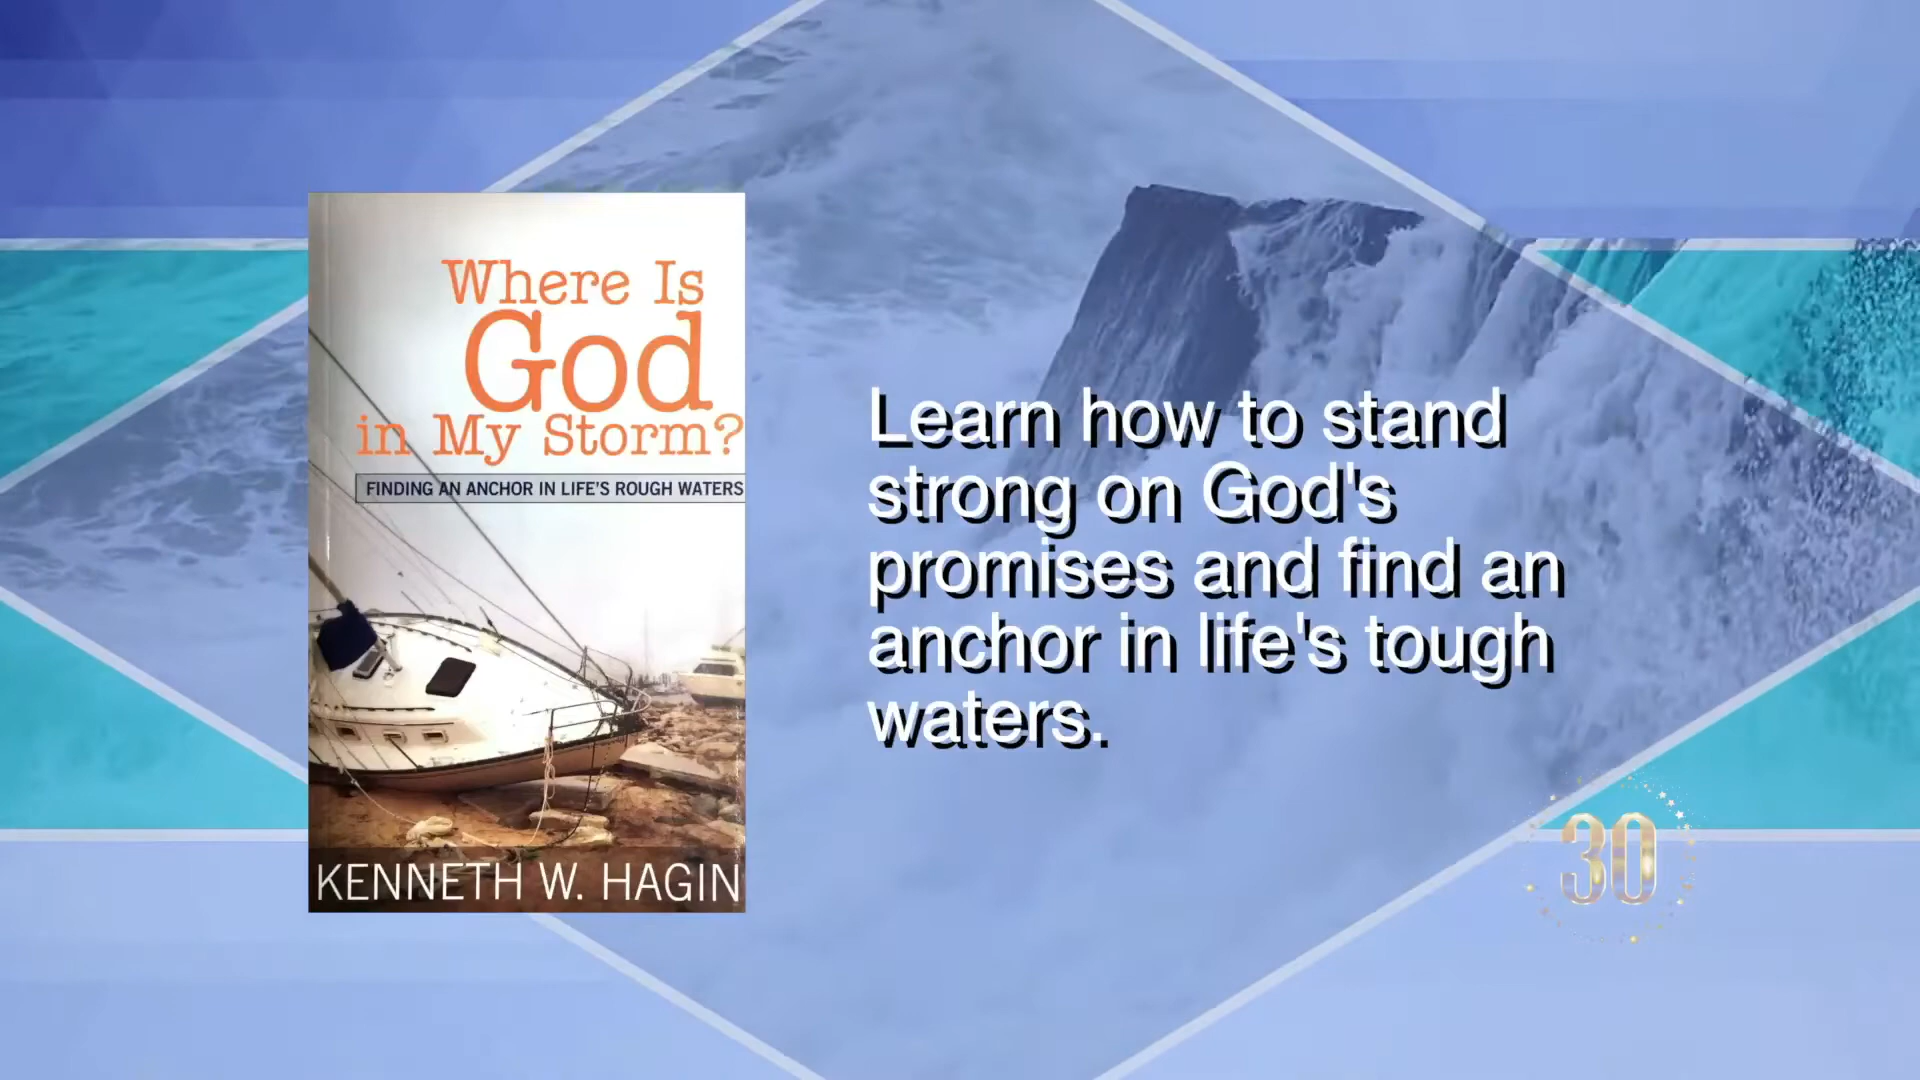 Where Is
God
in My Storm?
FINDING AN ANCHOR IN LIFE'S ROUGH WATERS
KENNETH W. HAGIN
Learn how to stand
strong on God's
promises and find an
anchor in life's tough
waters.
30